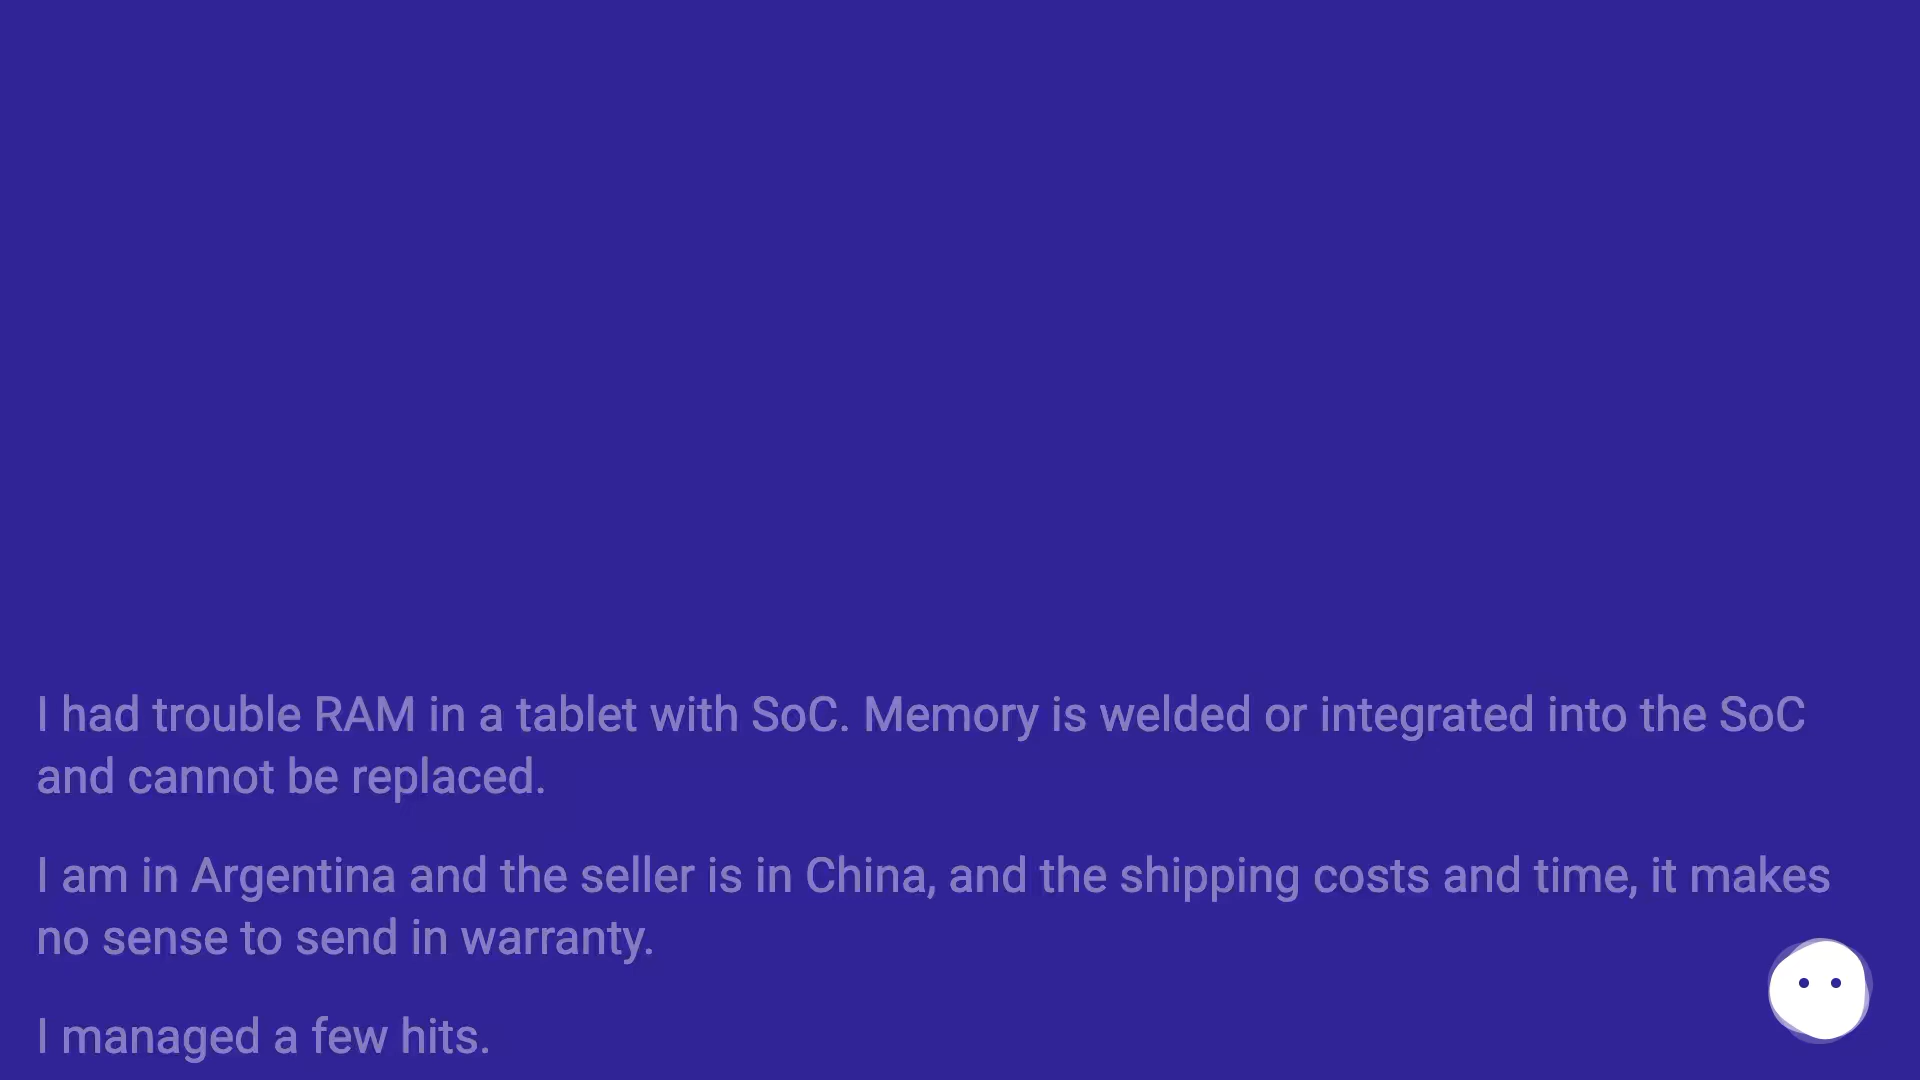 I had trouble RAM in a tablet with SoC. Memory is welded or integrated into the SoC
and cannot be replaced.
I am in Argentina and the seller is in China, and the shipping costs and time, it makes
no sense to send in warranty.
I managed a few hits.